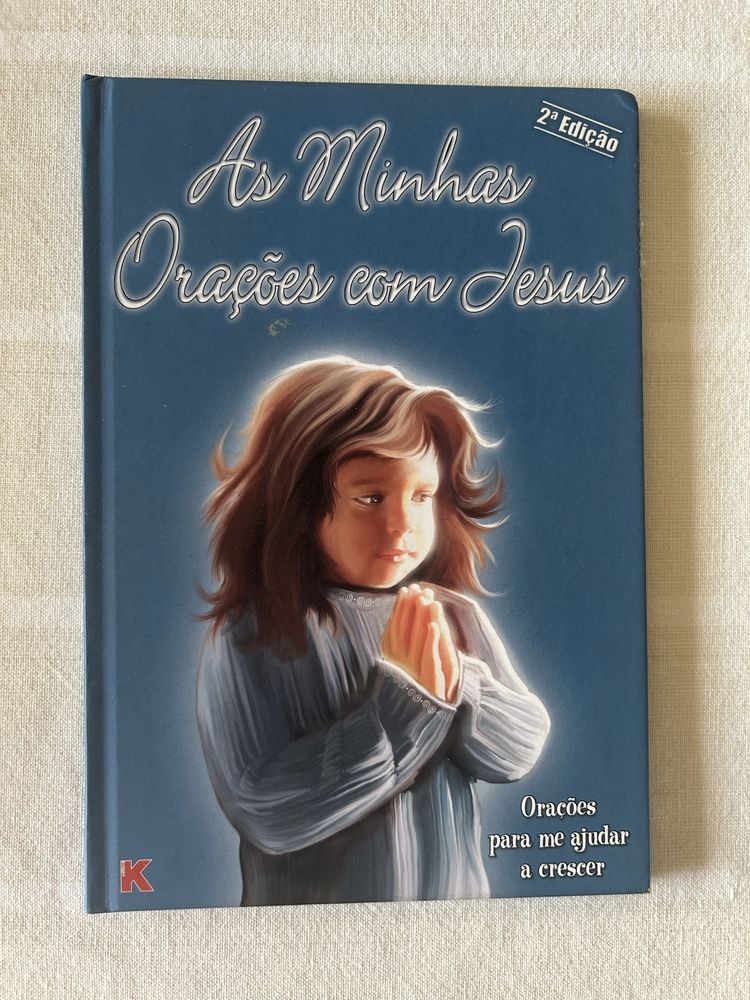 2ª Edição
As Minhas
Orações com Jesus
Orações
para me ajudar
a crescer
K